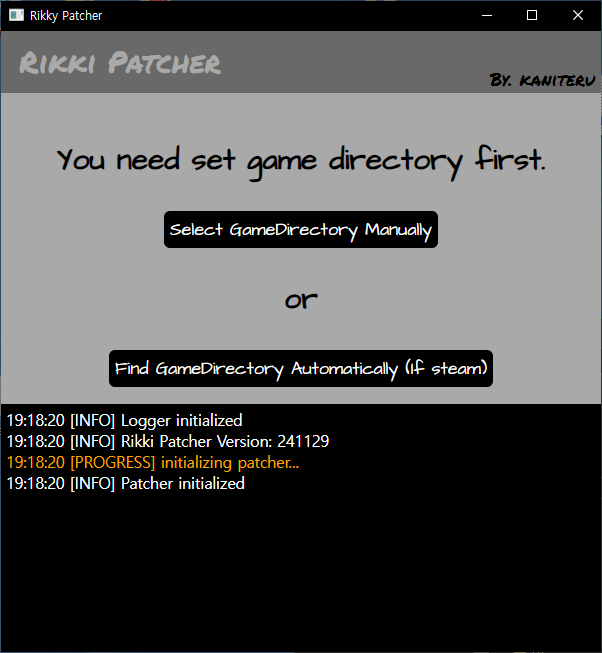 Rikky Patcher
Rikki Patcher
By. kaniteru
You need set game directory first.
Select GameDirectory Manually
or
Find GameDirectory Automatically (If steam)
19:18:20 [INFO] Logger initialized
19:18:20 [INFO] Rikki Patcher Version: 241129
19:18:20 [PROGRESS] initializing patcher...
19:18:20 [INFO] Patcher initialized